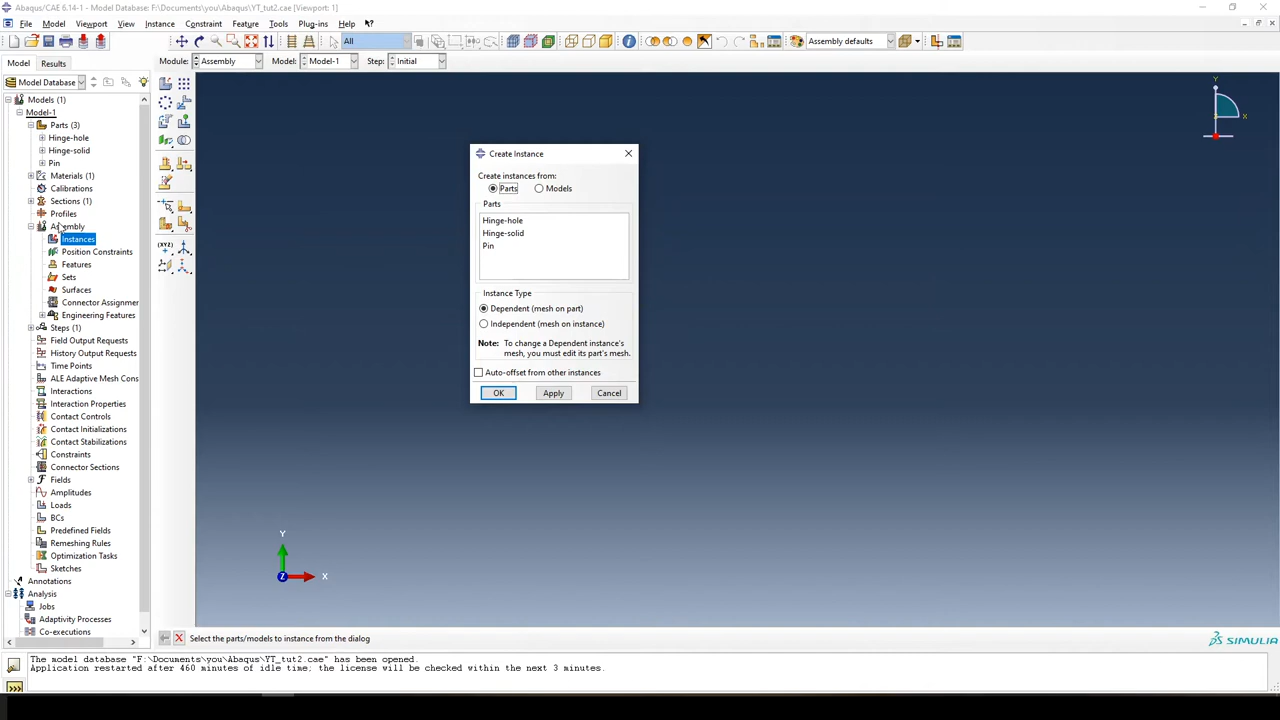 Abaqus/CAE 6.14-1 - Model Database: F:\Documents\you\Abaqus\YT_tut2.cae [Viewport: 1]
File Model Viewport View Instance Constraint Feature Tools Plug-ins Help
All Assembly defaults
Model Results Module: Assembly Model: Model-1 Step: Initial
Model Database
Models (1)
Model-1
Parts (3)
Hinge-hole
Hinge-solid
Pin
Materials (1)
Calibrations
Sections (1)
Profiles
Assembly
Instances
Position Constraints
Features
Sets
Surfaces
Connector Assignmer
Engineering Features
Steps (1)
Field Output Requests
History Output Requests
Time Points
ALE Adaptive Mesh Cons
Interactions
Interaction Properties
Contact Controls
Contact Initializations
Contact Stabilizations
Constraints
Connector Sections
Fields
Amplitudes
Loads
BCs
Predefined Fields
Remeshing Rules
Optimization Tasks
Sketches
Annotations
Analysis
Jobs
Adaptivity Processes
Co-executions
(XYZ)
Create Instance
Create instances from:
Parts Models
Parts
Hinge-hole
Hinge-solid
Pin
Instance Type
Dependent (mesh on part)
Independent (mesh on instance)
Note: To change a Dependent instance's
mesh, you must edit its part's mesh.
Auto-offset from other instances
OK Apply Cancel
Y
X
Y
Z X
Select the parts/models to instance from the dialog
SIMULIA
The model database "F:\Documents\you\Abaqus\YT_tut2.cae" has been opened.
Application restarted after 460 minutes of idle time; the license will be checked within the next 3 minutes.
>>>